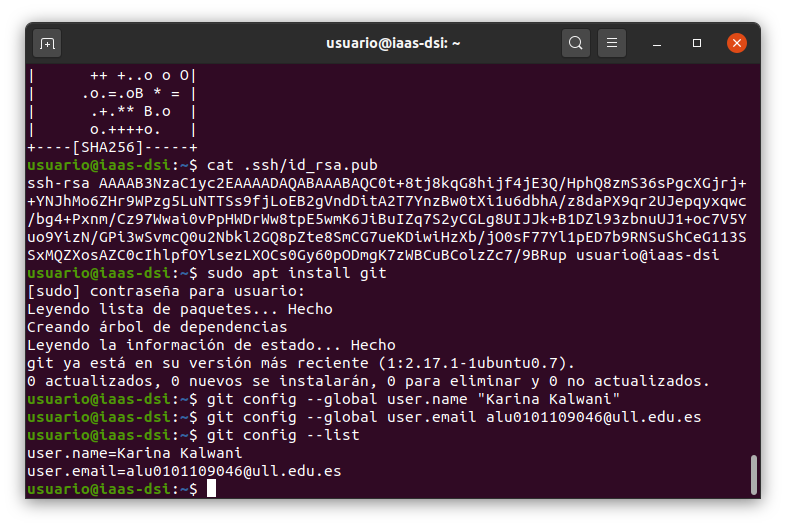 usuario@iaas-dsi: ~
|      ++ +..o o O|
|     .o.=.oB * = |
|      .+.** B.o  |
|      o.++++o.   |
+----[SHA256]-----+
usuario@iaas-dsi:~$ cat .ssh/id_rsa.pub
ssh-rsa AAAAB3NzaC1yc2EAAAADAQABAAABAQC0t+8tj8kqG8hijf4jE3Q/HphQ8zmS36sPgcXGjrj+
+YNJhMo6ZHr9WPzg5LuNTTSs9fjLoEB2gVndDitA2T7YnzBw0tXi1u6dbhA/z8daPX9qr2UJepqyxqwc
/bg4+Pxnm/Cz97Wwai0vPpHWDrWw8tpE5wmK6JiBuIZq7S2yCGLg8UIJJk+B1DZl93zbnuUJ1+oc7V5Y
uo9YizN/GPi3wSvmcQ0u2Nbkl2GQ8pZte8SmCG7ueKDiwiHzXb/jO0sF77Yl1pED7b9RNSuShCeG113S
SxMQZXosAZC0cIhlpfOYlsezLXOCs0Gy60pODmgK7zWBCuBColzZc7/9BRup usuario@iaas-dsi
usuario@iaas-dsi:~$ sudo apt install git
[sudo] contraseña para usuario:
Leyendo lista de paquetes... Hecho
Creando árbol de dependencias
Leyendo la información de estado... Hecho
git ya está en su versión más reciente (1:2.17.1-1ubuntu0.7).
0 actualizados, 0 nuevos se instalarán, 0 para eliminar y 0 no actualizados.
usuario@iaas-dsi:~$ git config --global user.name "Karina Kalwani"
usuario@iaas-dsi:~$ git config --global user.email alu0101109046@ull.edu.es
usuario@iaas-dsi:~$ git config --list
user.name=Karina Kalwani
user.email=alu0101109046@ull.edu.es
usuario@iaas-dsi:~$